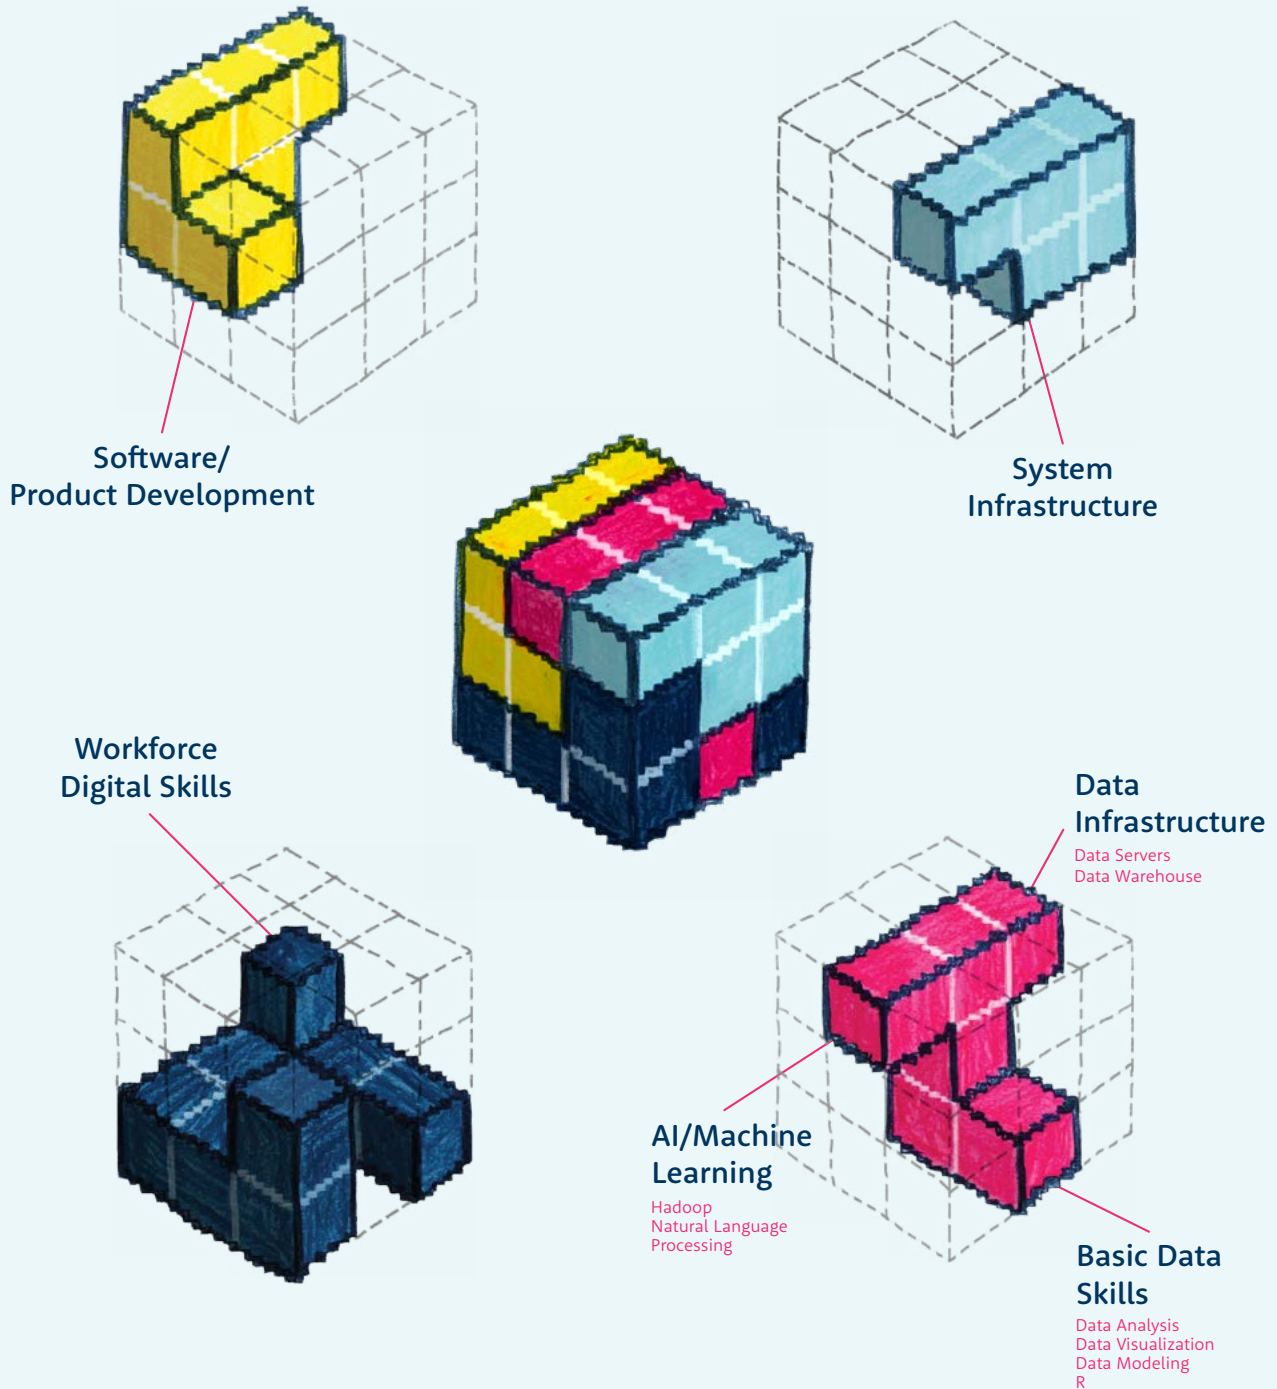 Software/
Product Development
System
Infrastructure
Workforce
Digital Skills
Data
Infrastructure
Data Servers
Data Warehouse
AI/Machine
Learning
Hadoop
Natural Language
Processing
Basic Data
Skills
Data Analysis
Data Visualization
Data Modeling
R